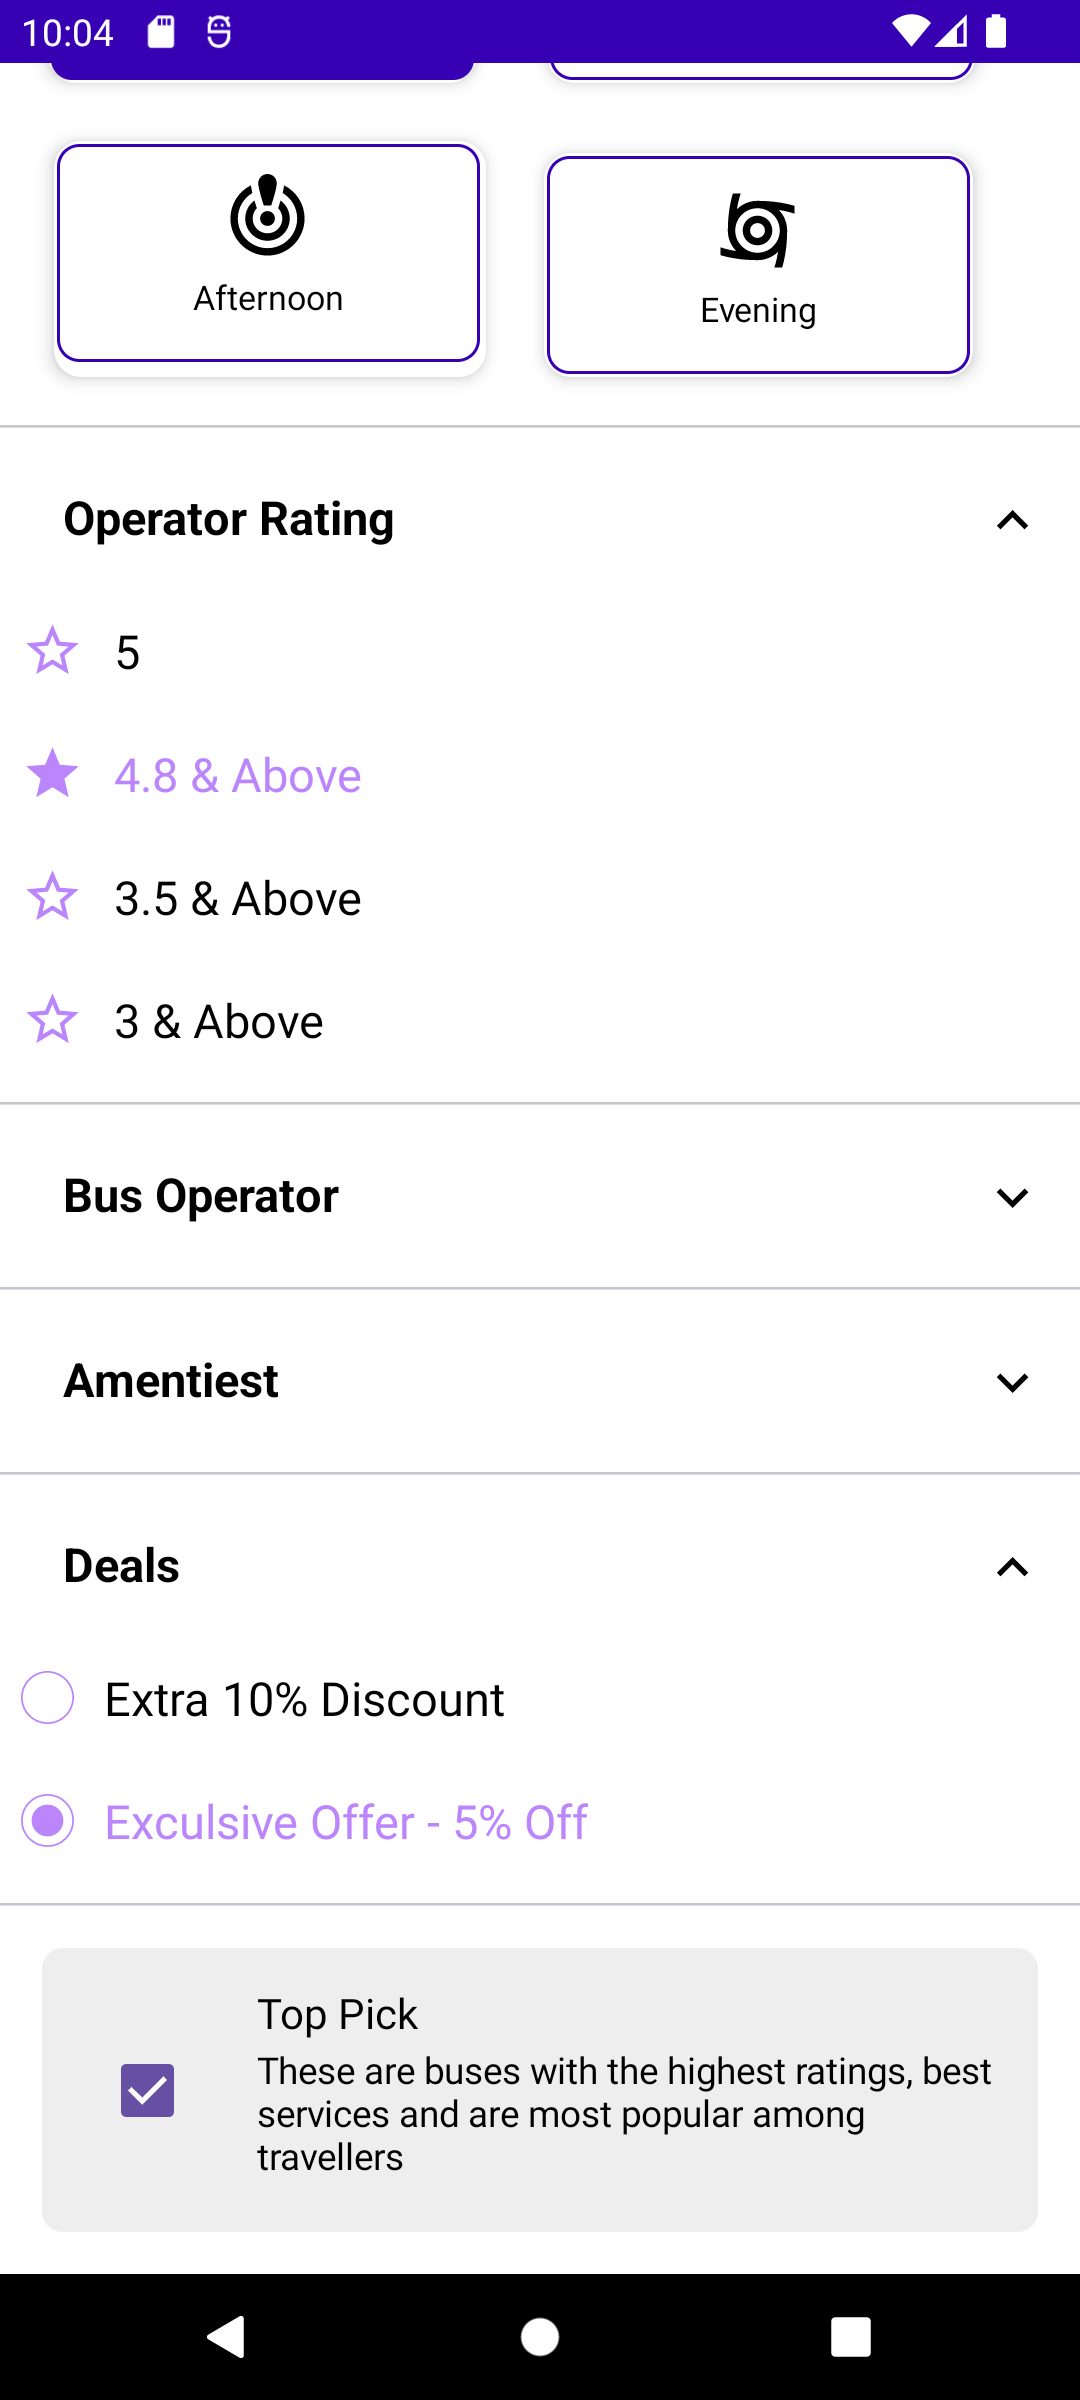 10:04
Afternoon
Evening
Operator Rating
5
4.8 & Above
3.5 & Above
3 & Above
Bus Operator
Amentiest
Deals
Extra 10% Discount
Exculsive Offer - 5% Off
Top Pick
These are buses with the highest ratings, best
services and are most popular among
travellers